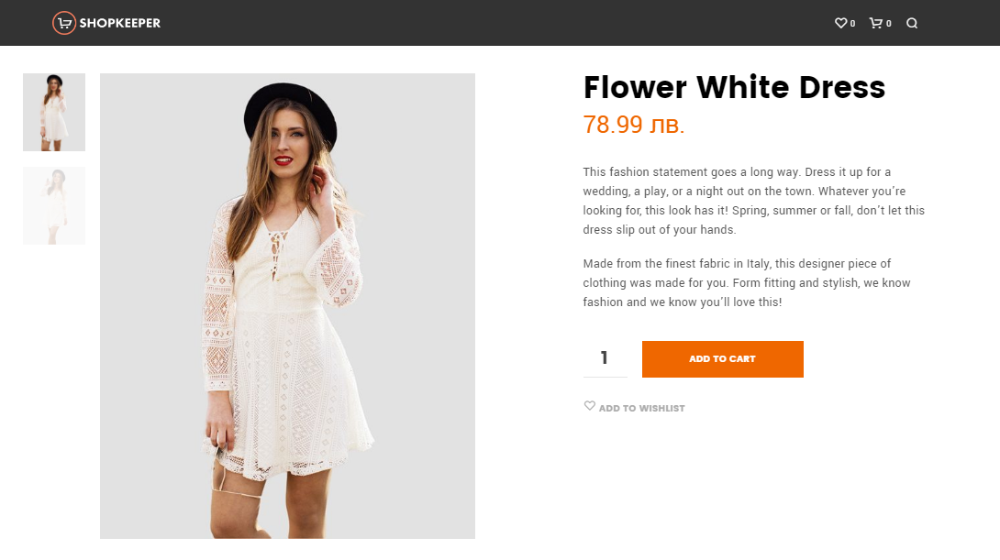 SHOPKEEPER
0
0
Flower White Dress
78.99 лв.
This fashion statement goes a long way. Dress it up for a
wedding, a play, or a night out on the town. Whatever you’re
looking for, this look has it! Spring, summer or fall, don’t let this
dress slip out of your hands.
Made from the finest fabric in Italy, this designer piece of
clothing was made for you. Form fitting and stylish, we know
fashion and we know you’ll love this!
1
ADD TO CART
ADD TO WISHLIST